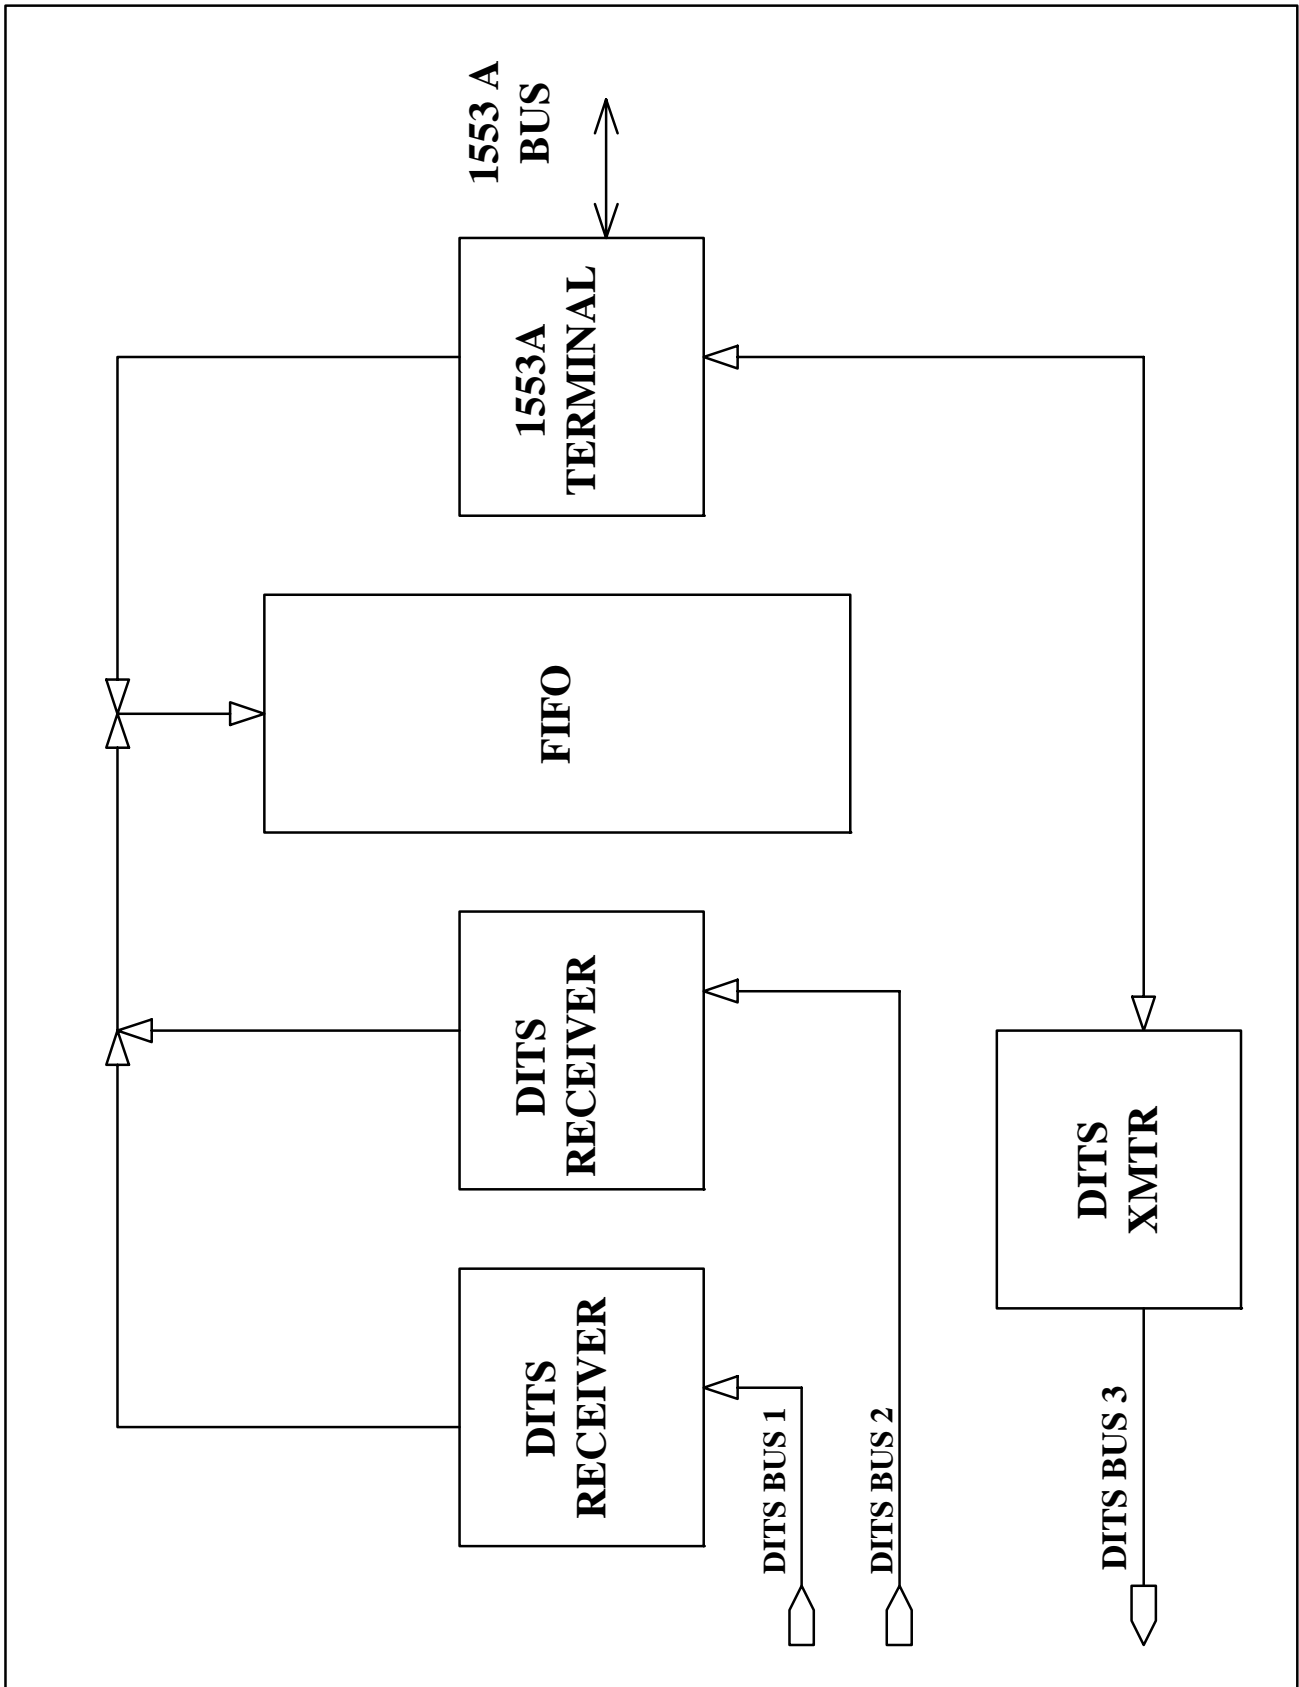 DITS
RECEIVER
DITS
RECEIVER
FIFO
1553A
TERMINAL
1553 A
BUS
DITS BUS 1
DITS BUS 2
DITS BUS 3
DITS
XMTR